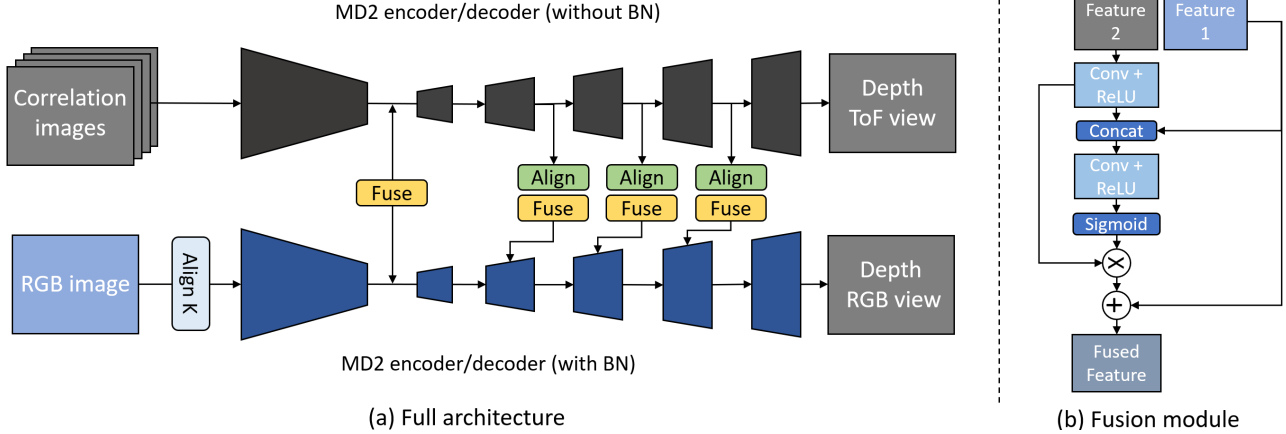 MD2 encoder/decoder (without BN)
Correlation
images
Depth
ToF view
Fuse
Align
Fuse
Align
Fuse
Align
Fuse
RGB image
Align K
Depth
RGB view
MD2 encoder/decoder (with BN)
(a) Full architecture
Feature
2
Feature
1
Conv +
ReLU
Concat
Conv +
ReLU
Sigmoid
×
+
Fused
Feature
(b) Fusion module